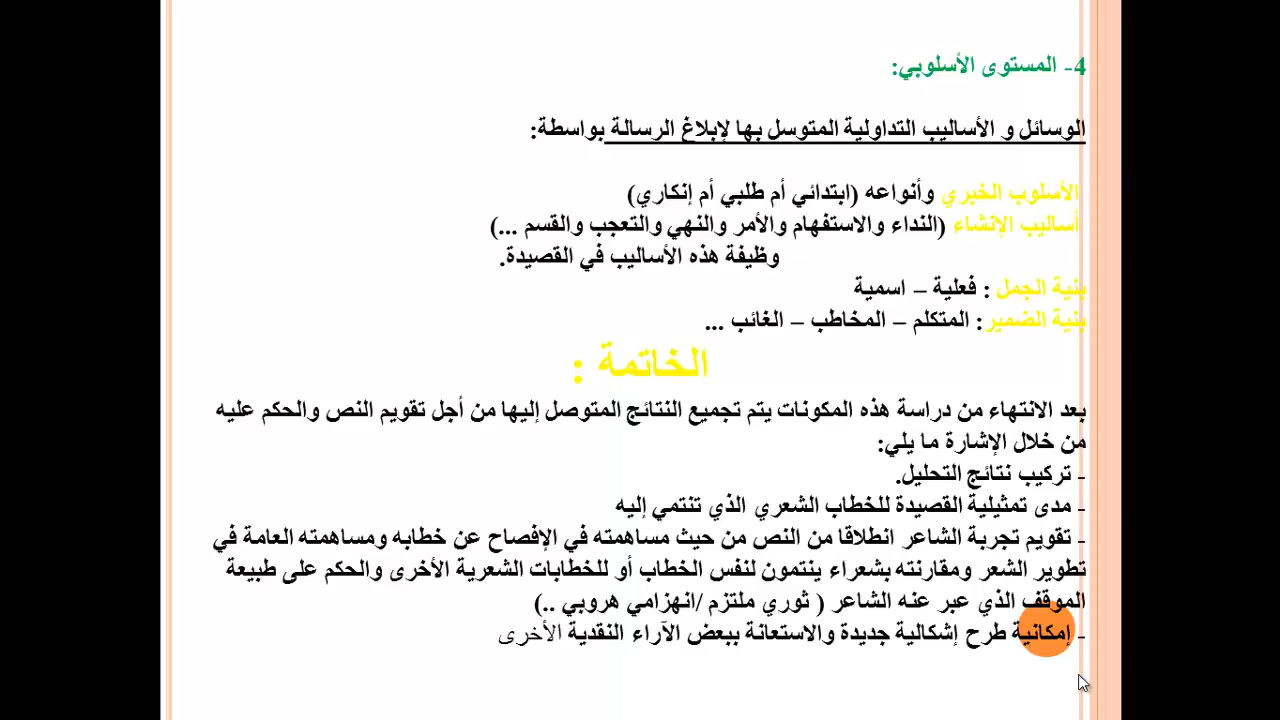 4- المستوى الأسلوبي:
الوسائل و الأساليب التداولية المتوسل بها لإبلاغ الرسالة بواسطة:
الأسلوب الخبري وأنواعه (ابتدائي أم طلبي أم إنكاري)
أساليب الإنشاء (النداء والاستفهام والأمر والنهي والتعجب والقسم ...)
وظيفة هذه الأساليب في القصيدة.
بنية الجمل : فعلية – اسمية
بنية الضمير: المتكلم – المخاطب – الغائب ...
الخاتمة :
بعد الانتهاء من دراسة هذه المكونات يتم تجميع النتائج المتوصل إليها من أجل تقويم النص والحكم عليه
من خلال الإشارة ما يلي:
- تركيب نتائج التحليل.
- مدى تمثيلية القصيدة للخطاب الشعري الذي تنتمي إليه
- تقويم تجربة الشاعر انطلاقا من النص من حيث مساهمته في الإفصاح عن خطابه ومساهمته العامة في
تطوير الشعر ومقارنته بشعراء ينتمون لنفس الخطاب أو للخطابات الشعرية الأخرى والحكم على طبيعة
الموقف الذي عبر عنه الشاعر ( ثوري ملتزم /انهزامي هروبي ..)
- إمكانية طرح إشكالية جديدة والاستعانة ببعض الآراء النقدية الأخرى